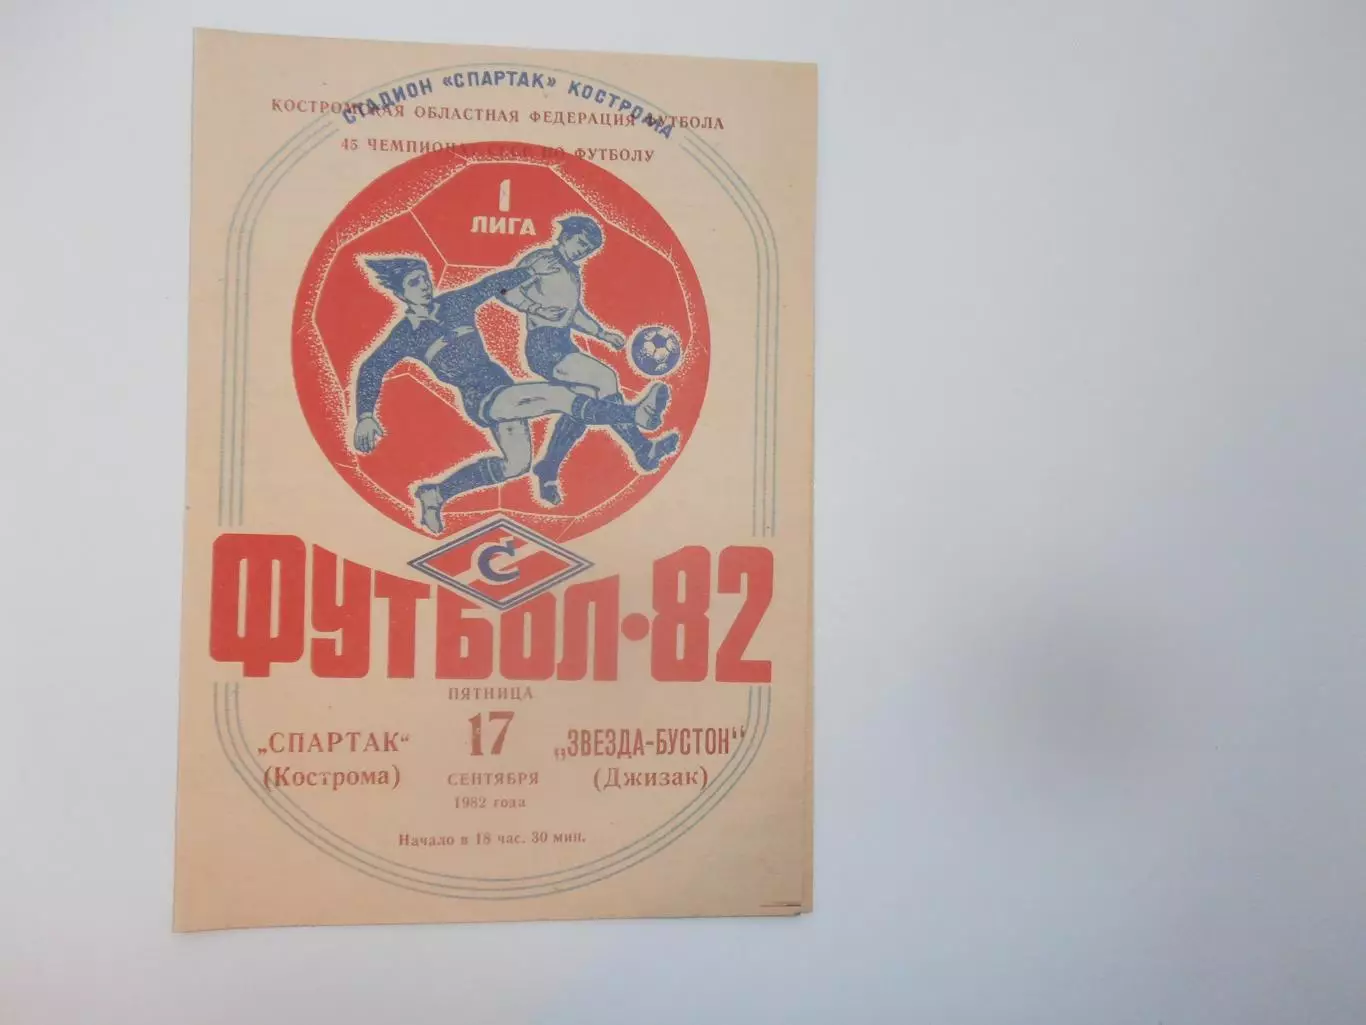 СТАДИОН «СПАРТАК» КОСТРОМА
КОСТРОМСКАЯ ОБЛАСТНАЯ ФЕДЕРАЦИЯ ФУТБОЛА
45 ЧЕМПИОНАТ СССР ПО ФУТБОЛУ
1
ЛИГА
С
ФУТБОЛ·82
ПЯТНИЦА
„СПАРТАК“ 17 „ЗВЕЗДА-БУСТОН“
(Кострома) СЕНТЯБРЯ (Джизак)
1982 года
Начало в 18 час. 30 мин.